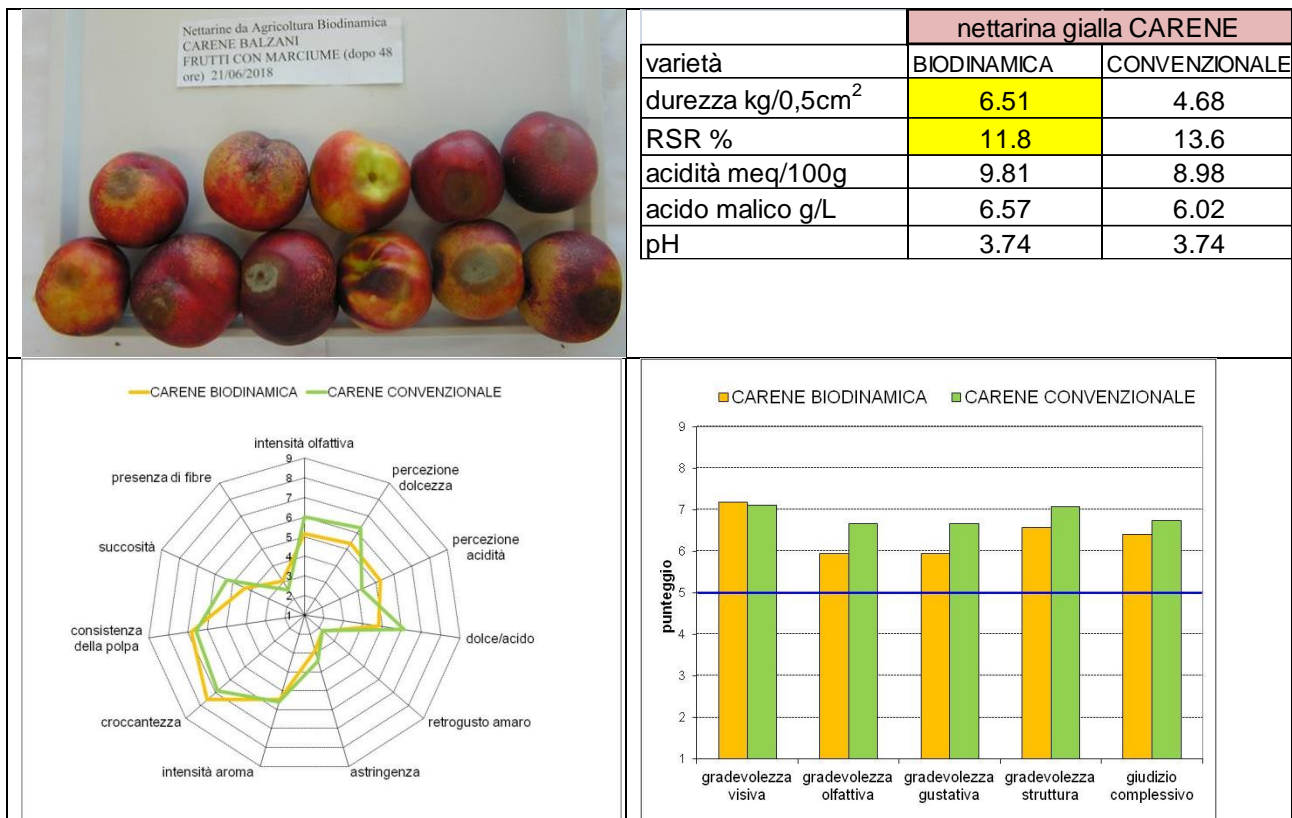 Nettarine da Agricoltura Biodinamica
CARENE BALZANI
FRUTTI CON MARCIUME (dopo 48
ore) 21/06/2018
nettarina gialla CARENE
varietà BIODINAMICA CONVENZIONALE
durezza kg/0,5cm² 6.51 4.68
RSR % 11.8 13.6
acidità meq/100g 9.81 8.98
acido malico g/L 6.57 6.02
pH 3.74 3.74
CARENE BIODINAMICA CARENE CONVENZIONALE
intensità olfattiva
percezione
dolcezza
percezione
acidità
dolce/acido
retrogusto amaro
astringenza
intensità aroma
croccantezza
consistenza
della polpa
succosità
presenza di fibre
9
8
7
6
5
4
3
2
1
CARENE BIODINAMICA CARENE CONVENZIONALE
punteggio
9
8
7
6
5
4
3
2
1
gradevolezza
visiva
gradevolezza
olfattiva
gradevolezza
gustativa
gradevolezza
struttura
giudizio
complessivo